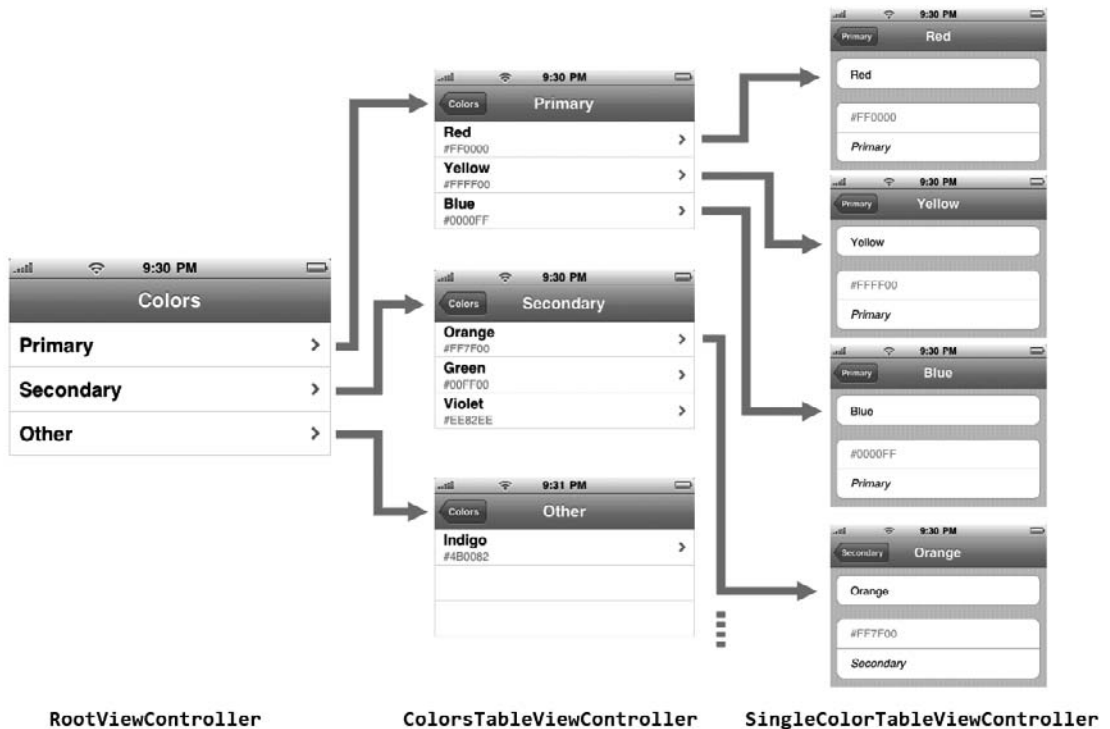 9:30 PM
Colors
Primary
Secondary
Other
RootViewController
9:30 PM
Colors
Primary
Red
#FF0000
Yellow
#FFFF00
Blue
#0000FF
9:30 PM
Colors
Secondary
Orange
#FF7F00
Green
#00FF00
Violet
#EE82EE
9:31 PM
Colors
Other
Indigo
#4B0082
ColorsTableViewController
9:30 PM
Primary
Red
Red
#FF0000
Primary
9:30 PM
Primary
Yellow
Yellow
#FFFF00
Primary
9:30 PM
Primary
Blue
Blue
#0000FF
Primary
9:30 PM
Secondary
Orange
Orange
#FF7F00
Secondary
SingleColorTableViewController